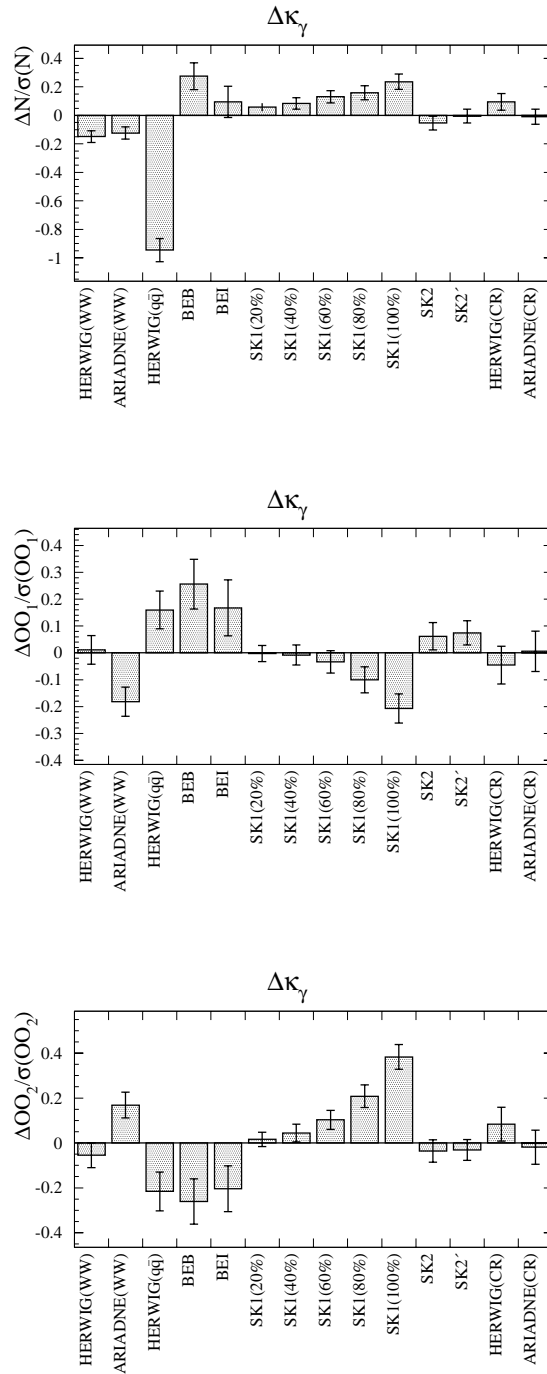 Δκγ
ΔN/σ(N)
0.4
0.2
0
-0.2
-0.4
-0.6
-0.8
-1
HERWIG(WW)
ARIADNE(WW)
HERWIG(qq̄)
BEB
BEI
SK1(20%)
SK1(40%)
SK1(60%)
SK1(80%)
SK1(100%)
SK2
SK2´
HERWIG(CR)
ARIADNE(CR)
Δκγ
ΔOO1/σ(OO1)
0.4
0.3
0.2
0.1
0
-0.1
-0.2
-0.3
-0.4
HERWIG(WW)
ARIADNE(WW)
HERWIG(qq̄)
BEB
BEI
SK1(20%)
SK1(40%)
SK1(60%)
SK1(80%)
SK1(100%)
SK2
SK2´
HERWIG(CR)
ARIADNE(CR)
Δκγ
ΔOO2/σ(OO2)
0.4
0.2
0
-0.2
-0.4
HERWIG(WW)
ARIADNE(WW)
HERWIG(qq̄)
BEB
BEI
SK1(20%)
SK1(40%)
SK1(60%)
SK1(80%)
SK1(100%)
SK2
SK2´
HERWIG(CR)
ARIADNE(CR)